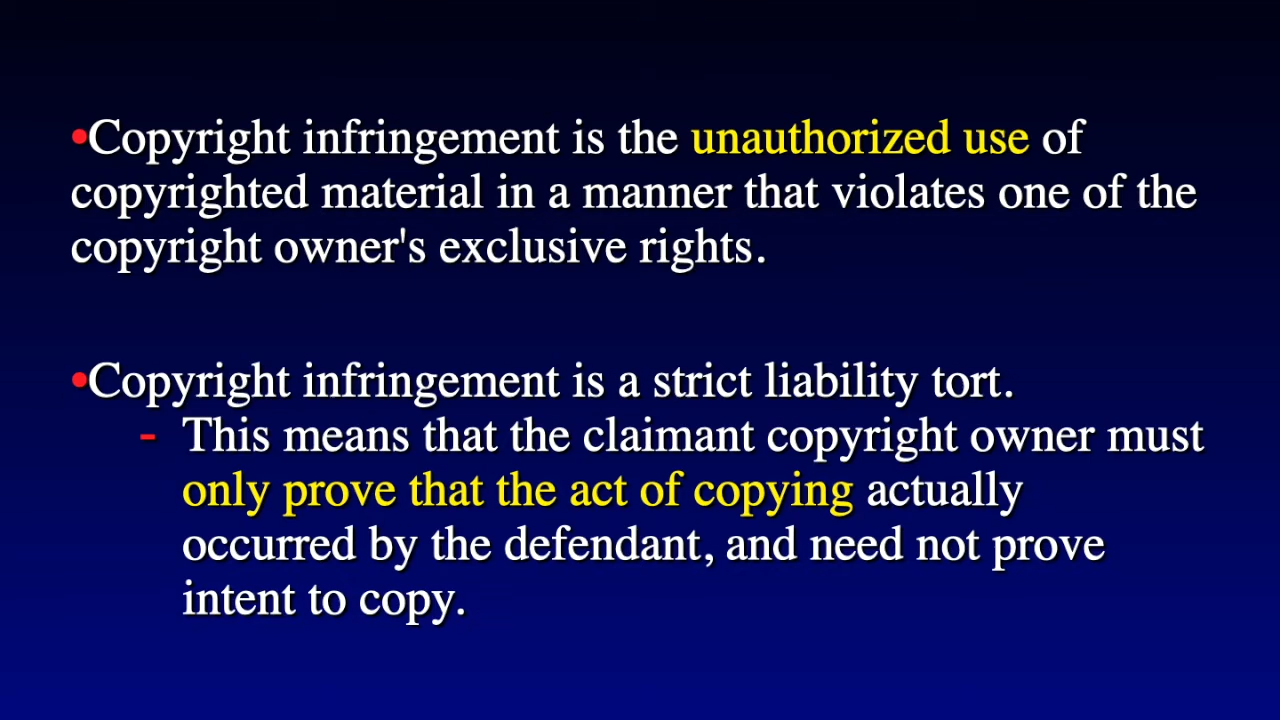 •Copyright infringement is the unauthorized use of
copyrighted material in a manner that violates one of the
copyright owner's exclusive rights.
•Copyright infringement is a strict liability tort.
- This means that the claimant copyright owner must
only prove that the act of copying actually
occurred by the defendant, and need not prove
intent to copy.